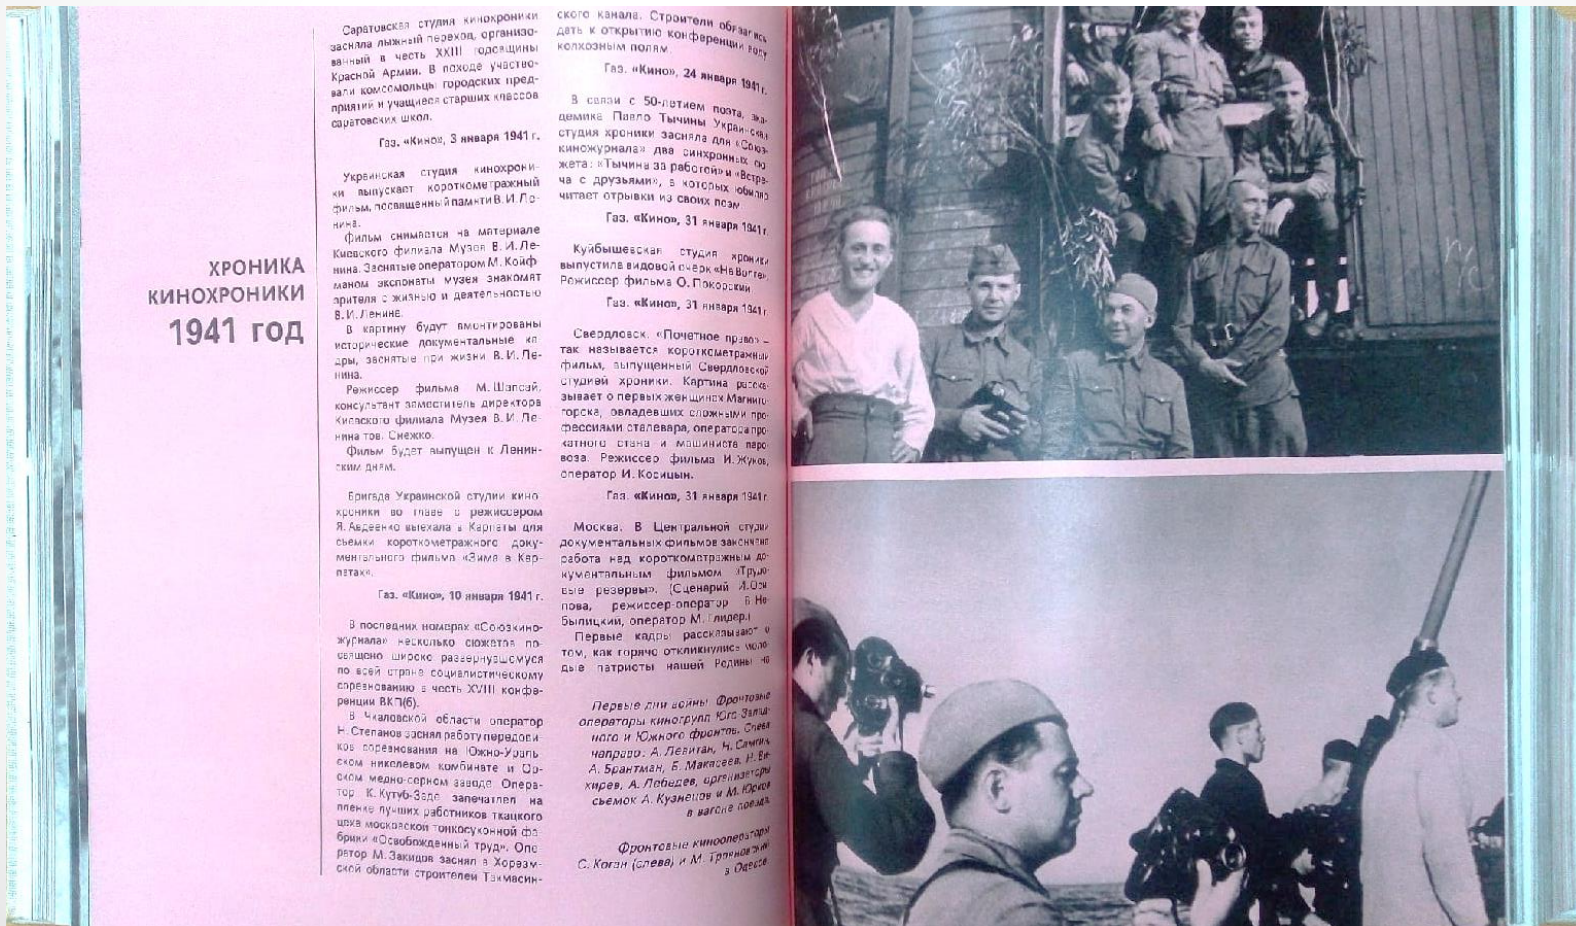 ХРОНИКА
КИНОХРОНИКИ
1941 год
Саратовская студия кинохроники
засняла лыжный переход, организо-
ванный в честь XXIII годовщины
Красной Армии. В походе участво-
вали комсомольцы городских пред-
приятий и учащиеся старших классов
саратовских школ.
Газ. «Кино», 3 января 1941 г.
Украинская студия кинохрони-
ки выпускает короткометражный
фильм, посвященный памяти В. И. Ле-
нина.
Фильм снимается на материале
Киевского филиала Музея В. И. Ле-
нина. Заснятые оператором М. Койф-
маном экспонаты музея знакомят
зрителя с жизнью и деятельностью
В. И. Ленина.
В картину будут вмонтированы
исторические документальные ка-
дры, заснятые при жизни В. И. Ле-
нина.
Режиссер фильма М. Шапсай,
консультант заместитель директора
Киевского филиала Музея В. И. Ле-
нина тов. Снежко.
Фильм будет выпущен к Ленин-
ским дням.
Бригада Украинской студии кино-
хроники во главе с режиссером
Я. Авдеенко выехала в Карпаты для
съемки короткометражного доку-
ментального фильма «Зима в Кар-
патах».
Газ. «Кино», 10 января 1941 г.
В последних номерах «Союзкино-
журнала» несколько сюжетов по-
священо широко развернувшемуся
по всей стране социалистическому
соревнованию в честь XVIII конфе-
ренции ВКП(б).
В Чкаловской области оператор
Н. Степанов заснял работу передови-
ков соревнования на Южно-Ураль-
ском никелевом комбинате и Ор-
ском медно-серном заводе. Опера-
тор К. Кутуб-Заде запечатлел на
пленке лучших работников ткацкого
цеха московской тонкосуконной фа-
брики «Освобожденный труд». Опе-
ратор М. Закидов заснял в Хорезм-
ской области строителей Ташсакин-
ского канала. Строители обязались
дать к открытию конференции воду
колхозным полям.
Газ. «Кино», 24 января 1941 г.
В связи с 50-летием поэта, ака-
демика Павло Тычины Украинская
студия хроники засняла для «Союз-
киножурнала» два синхронных сю-
жета: «Тычина за работой» и «Встре-
ча с друзьями», в которых юбиляр
читает отрывки из своих поэм.
Газ. «Кино», 31 января 1941 г.
Куйбышевская студия хроники
выпустила видовой очерк «На Волге».
Режиссер фильма О. Покорский.
Газ. «Кино», 31 января 1941 г.
Свердловск. «Почетное право» –
так называется короткометражный
фильм, выпущенный Свердловской
студией хроники. Картина расска-
зывает о первых женщинах Магнито-
горска, овладевших сложными про-
фессиями сталевара, оператора про-
катного стана и машиниста паро-
воза. Режиссер фильма И. Жуков,
оператор И. Косицын.
Газ. «Кино», 31 января 1941 г.
Москва. В Центральной студии
документальных фильмов закончена
работа над короткометражным до-
кументальным фильмом «Трудо-
вые резервы». (Сценарий И. Оси-
пова, режиссер-оператор Б. Не-
былицкий, оператор М. Глидер.)
Первые кадры рассказывают о
том, как горячо откликнулись моло-
дые патриоты нашей Родины на
Первые дни войны. Фронтовые
операторы киногрупп Юго-Запад-
ного и Южного фронтов. Слева
направо: А. Левитан, Н.
А. Брантман, Б. Макасеев, Н. Ви-
хирев, А. Лебедев, организаторы
съемок А. Кузнецов и М. Юрков
в вагоне поезда.
Фронтовые кинооператоры
С. Коган (слева) и М. Трояновский
в Одессе.